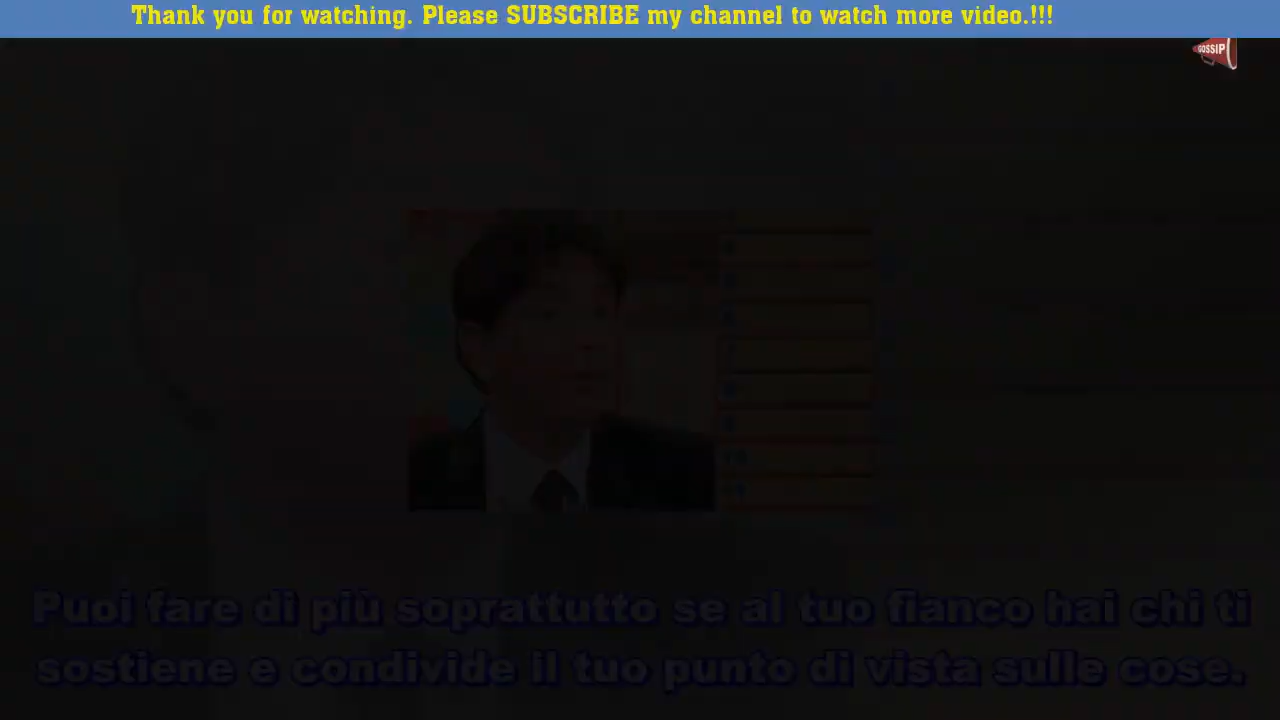 Thank you for watching. Please SUBSCRIBE my channel to watch more video.!!!
GOSSIP
Puoi fare di più soprattutto se al tuo fianco hai chi ti
sostiene e condivide il tuo punto di vista sulle cose.